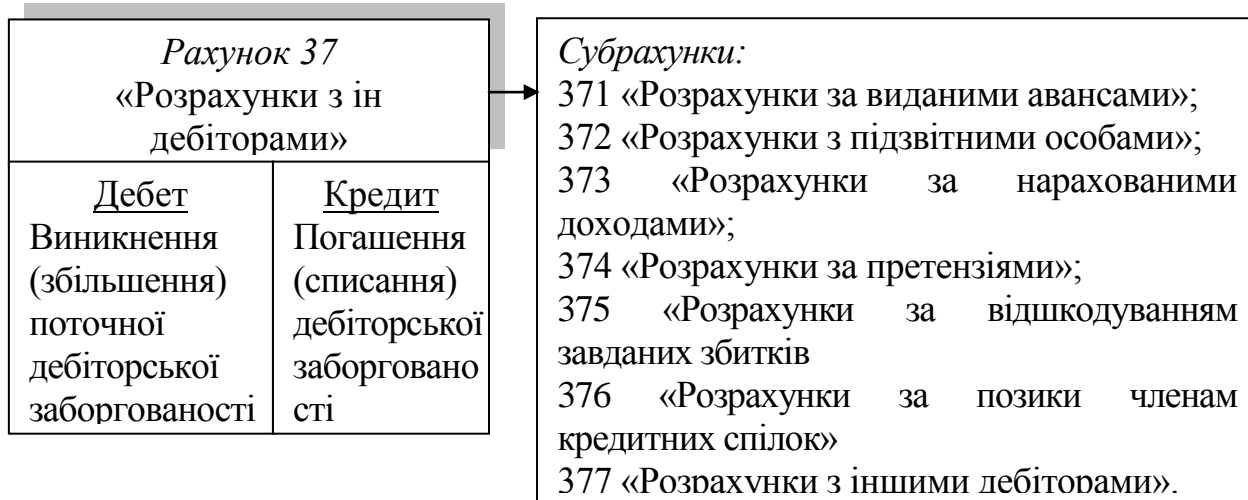 Рахунок 37
«Розрахунки з ін
дебіторами»
Дебет
Виникнення
(збільшення)
поточної
дебіторської
заборгованості
Кредит
Погашення
(списання)
дебіторської
заборговано
сті
Субрахунки:
371 «Розрахунки за виданими авансами»;
372 «Розрахунки з підзвітними особами»;
373 «Розрахунки за нарахованими
доходами»;
374 «Розрахунки за претензіями»;
375 «Розрахунки за відшкодуванням
завданих збитків
376 «Розрахунки за позики членам
кредитних спілок»
377 «Розрахунки з іншими дебіторами».